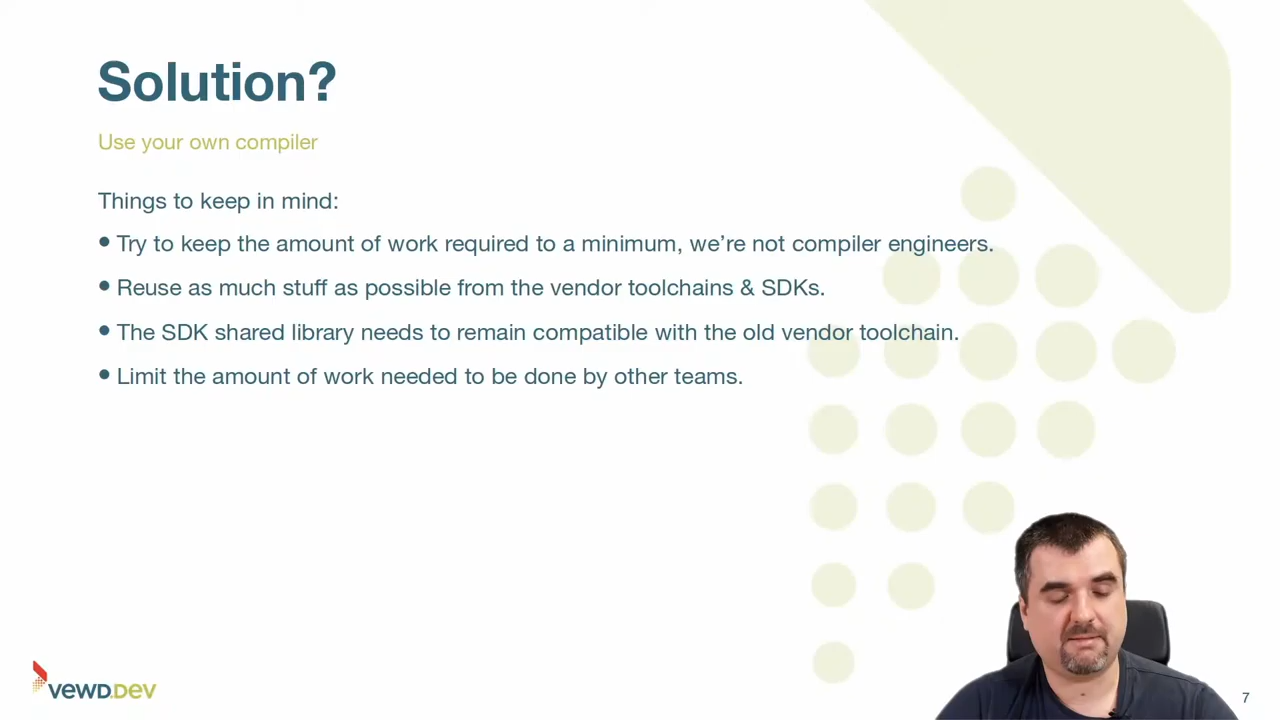 Solution?
Use your own compiler
Things to keep in mind:
• Try to keep the amount of work required to a minimum, we’re not compiler engineers.
• Reuse as much stuff as possible from the vendor toolchains & SDKs.
• The SDK shared library needs to remain compatible with the old vendor toolchain.
• Limit the amount of work needed to be done by other teams.
vewd.dev
7